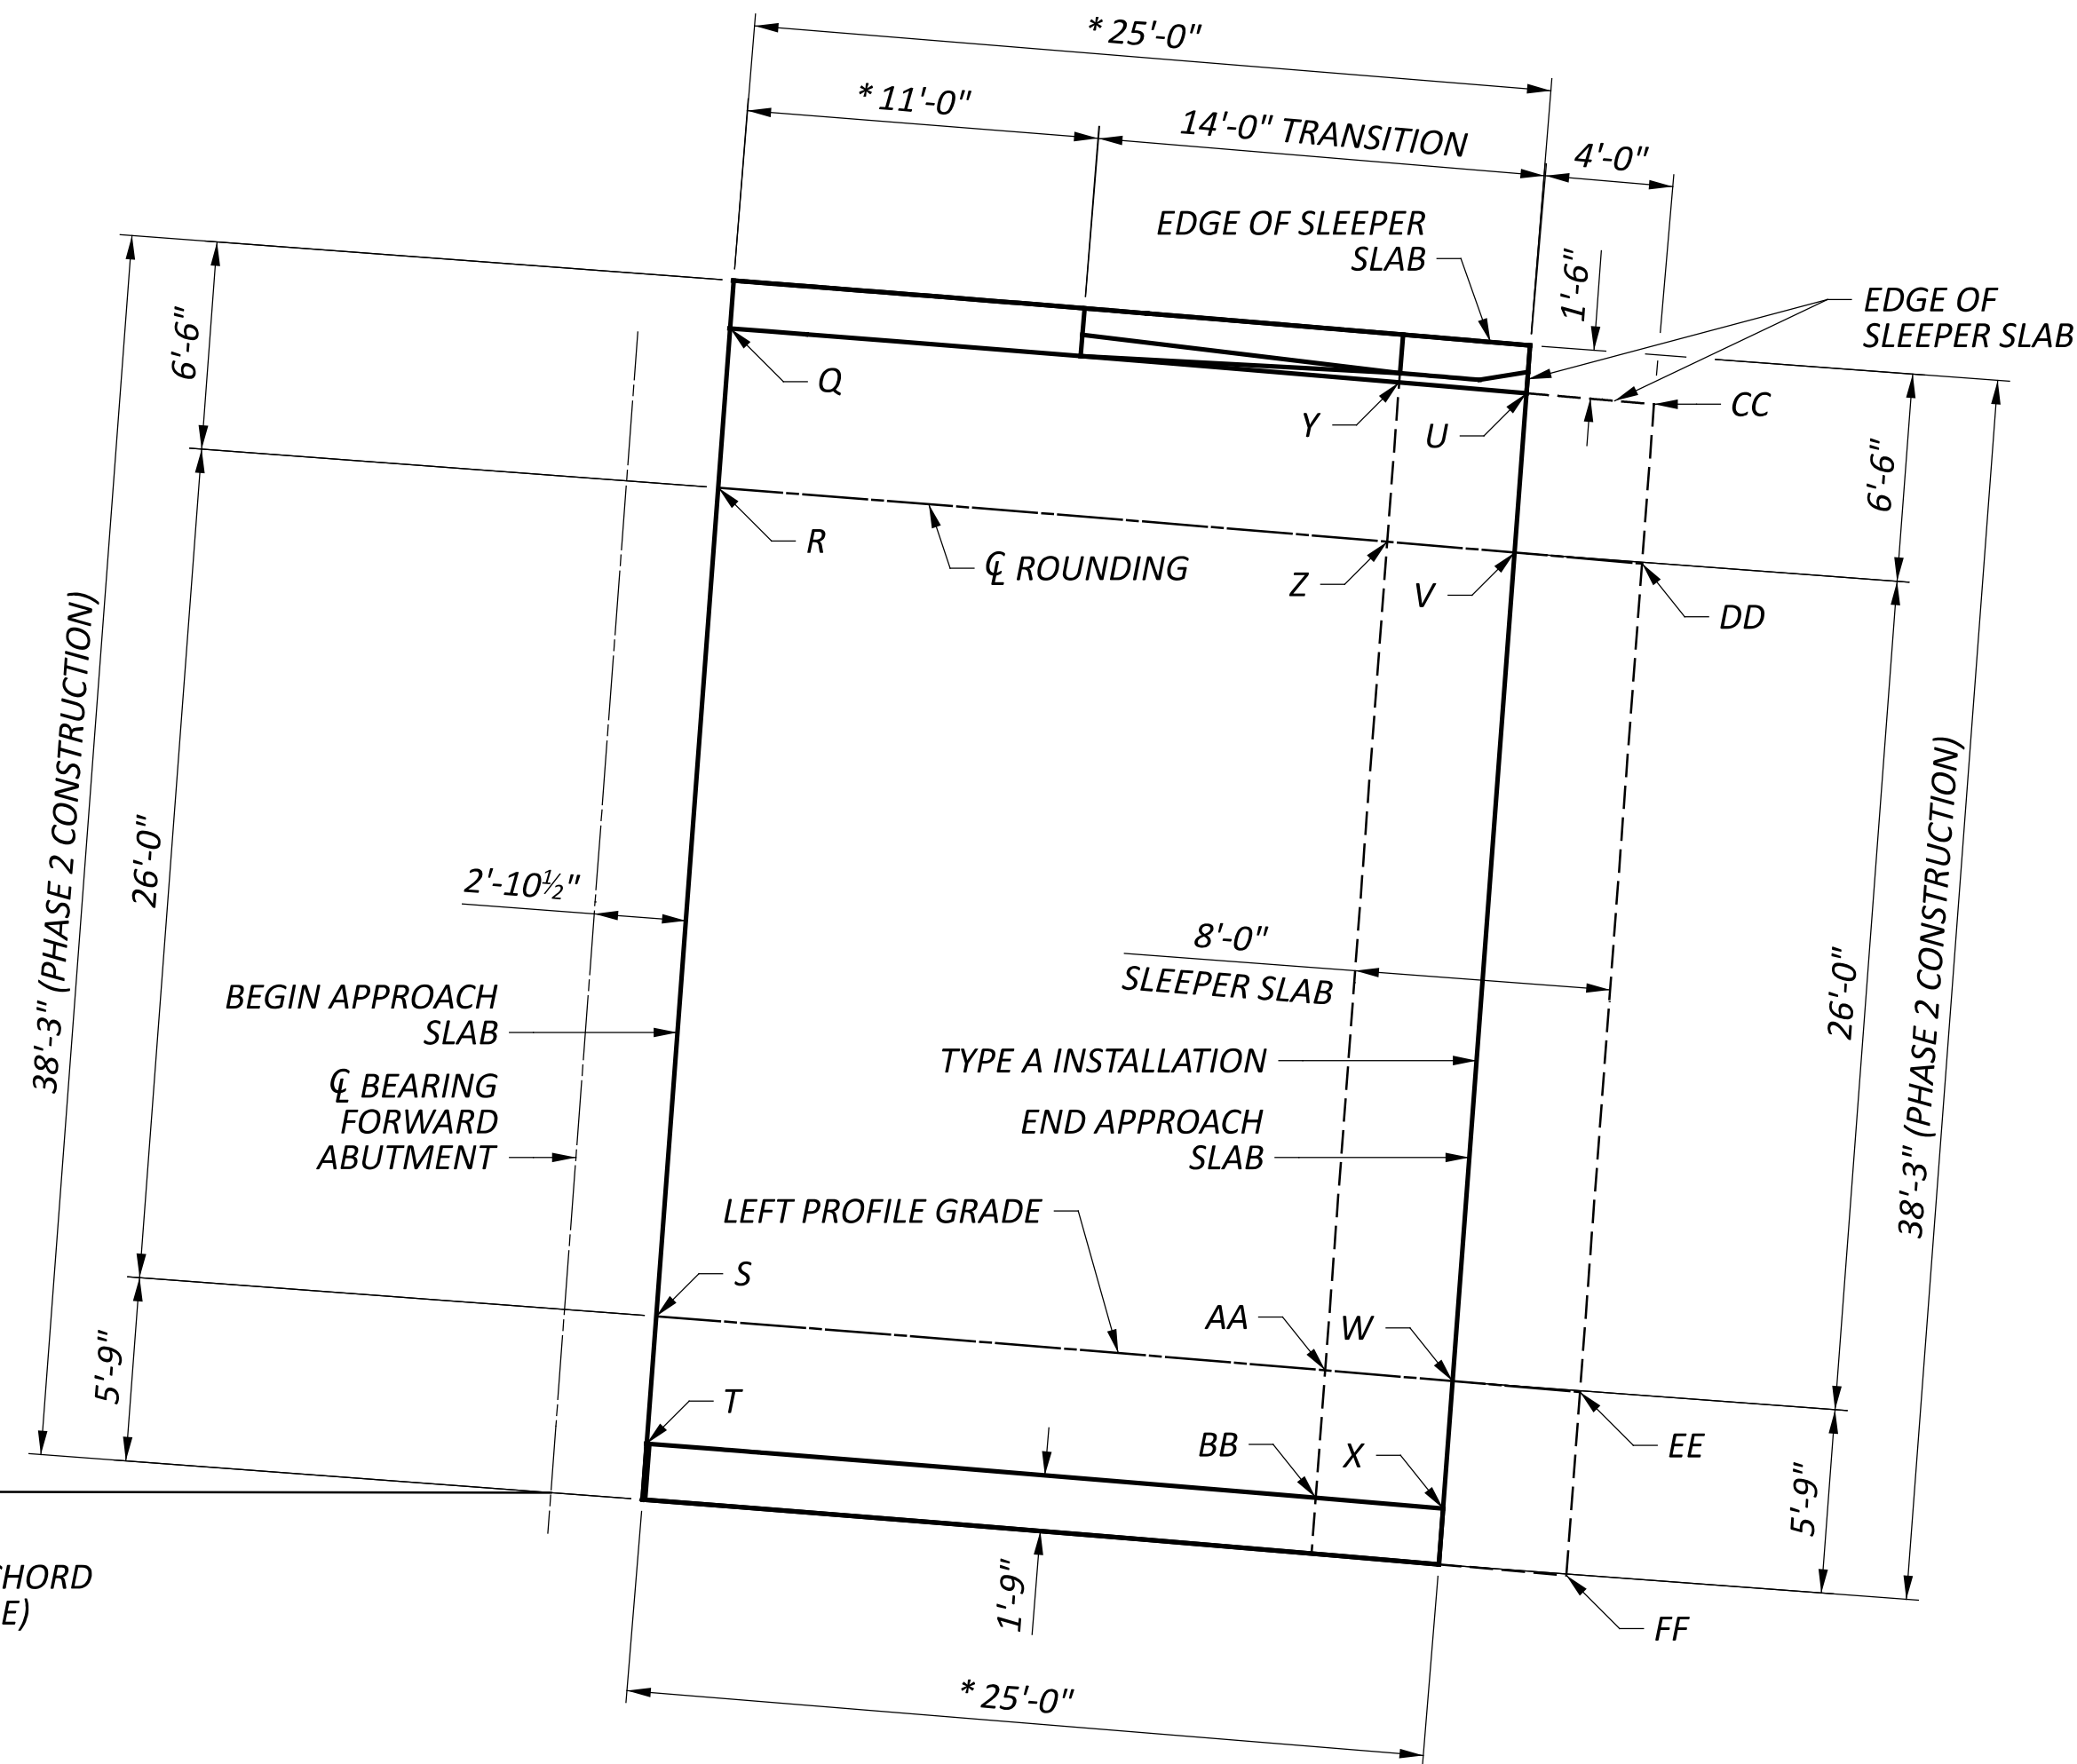 * 25'-0"
* 11'-0"
14'-0" TRANSITION
4'-0"
EDGE OF SLEEPER
SLAB
1'-6"
EDGE OF
SLEEPER SLAB
6'-6"
Q
Y
U
CC
6'-6"
R
℄ ROUNDING
Z
V
DD
38'-3" (PHASE 2 CONSTRUCTION)
26'-0"
2'-10½"
8'-0"
SLEEPER SLAB
26'-0"
38'-3" (PHASE 2 CONSTRUCTION)
BEGIN APPROACH
SLAB
℄ BEARING
FORWARD
ABUTMENT
TYPE A INSTALLATION
END APPROACH
SLAB
LEFT PROFILE GRADE
S
AA
W
5'-9"
T
BB
X
EE
5'-9"
1'-9"
HORD
E)
FF
* 25'-0"